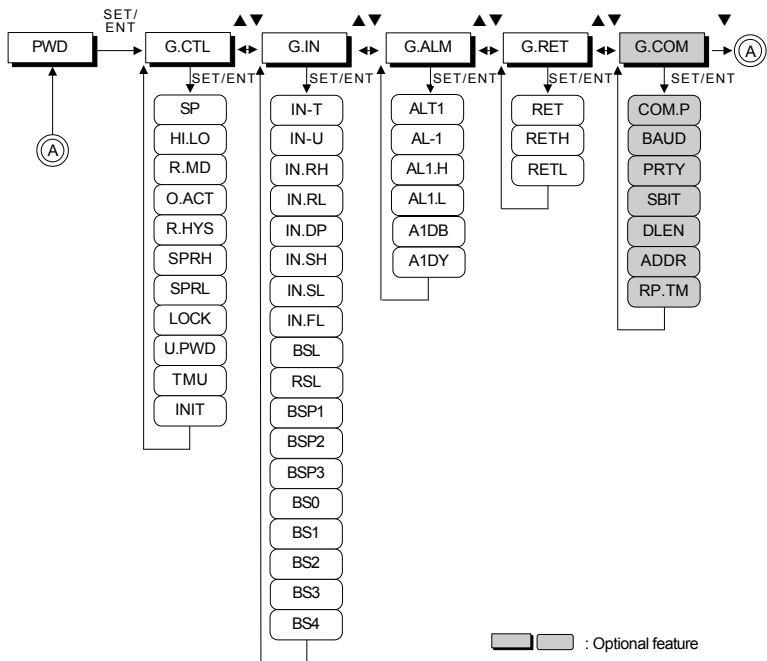 SET/
ENT
▲▼ ▲▼ ▲▼ ▲▼ ▼
PWD
G.CTL
G.IN
G.ALM
G.RET
G.COM
A
SET/ENT
SET/ENT
SET/ENT
SET/ENT
SET/ENT
A
SP
HI.LO
R.MD
O.ACT
R.HYS
SPRH
SPRL
LOCK
U.PWD
TMU
INIT
IN-T
IN-U
IN.RH
IN.RL
IN.DP
IN.SH
IN.SL
IN.FL
BSL
RSL
BSP1
BSP2
BSP3
BS0
BS1
BS2
BS3
BS4
ALT1
AL-1
AL1.H
AL1.L
A1DB
A1DY
RET
RETH
RETL
COM.P
BAUD
PRTY
SBIT
DLEN
ADDR
RP.TM
: Optional feature